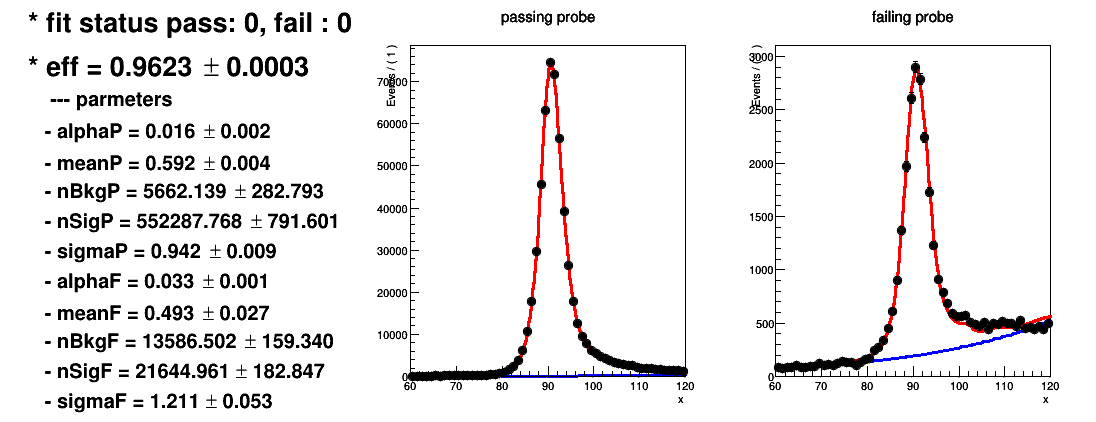 * fit status pass: 0, fail : 0
* eff = 0.9623 ± 0.0003
--- parmeters
- alphaP = 0.016 ± 0.002
- meanP = 0.592 ± 0.004
- nBkgP = 5662.139 ± 282.793
- nSigP = 552287.768 ± 791.601
- sigmaP = 0.942 ± 0.009
- alphaF = 0.033 ± 0.001
- meanF = 0.493 ± 0.027
- nBkgF = 13586.502 ± 159.340
- nSigF = 21644.961 ± 182.847
- sigmaF = 1.211 ± 0.053
passing probe
Events / ( 1 )
70000
60000
50000
40000
30000
20000
10000
0
60 70 80 90 100 110 120
x
failing probe
Events / ( 1 )
3000
2500
2000
1500
1000
500
0
60 70 80 90 100 110 120
x